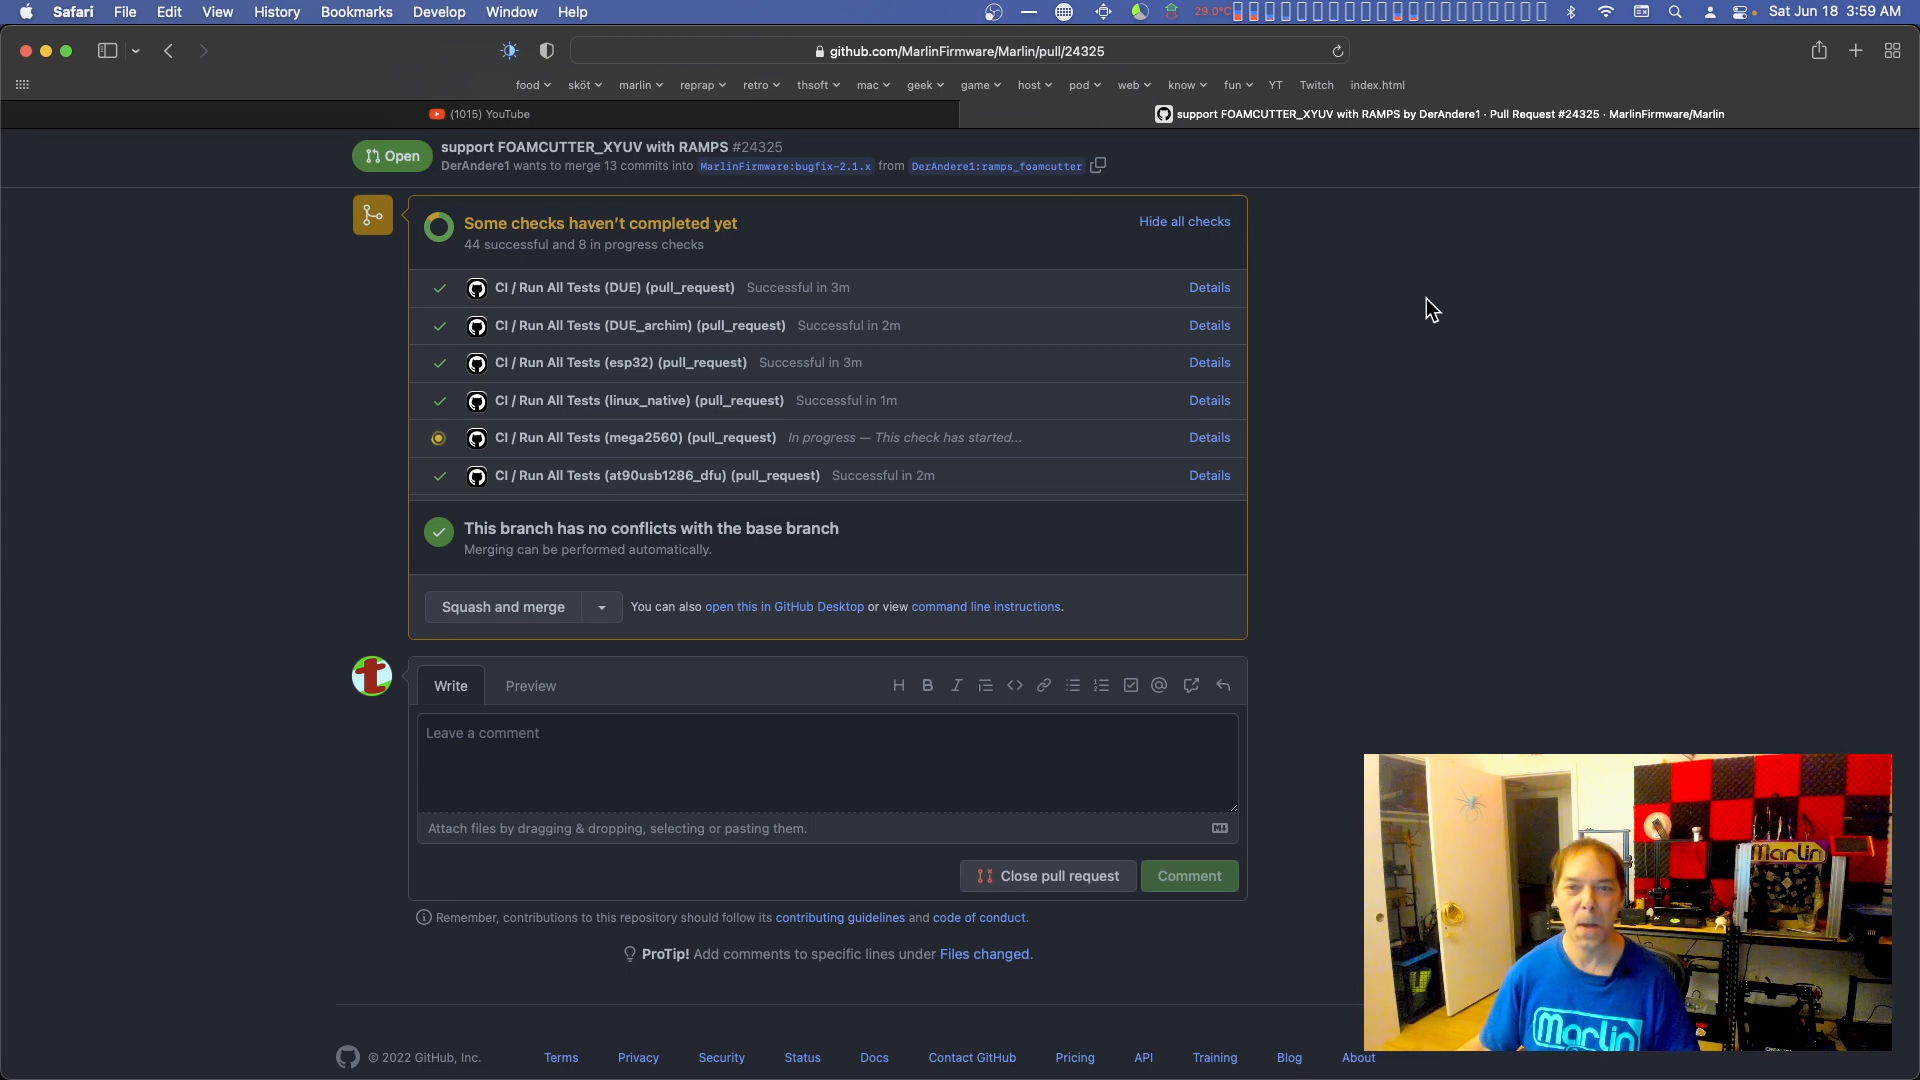 Safari File Edit View History Bookmarks Develop Window Help 29.0°C Sat Jun 18 3:59 AM
github.com/MarlinFirmware/Marlin/pull/24325
food sköt marlin reprap retro thsoft mac geek game host pod web know fun YT Twitch index.html
(1015) YouTube
support FOAMCUTTER_XYUV with RAMPS by DerAndere1 · Pull Request #24325 · MarlinFirmware/Marlin
Open
support FOAMCUTTER_XYUV with RAMPS #24325
DerAndere1 wants to merge 13 commits into MarlinFirmware:bugfix-2.1.x from DerAndere1:ramps_foamcutter
Some checks haven't completed yet
Hide all checks
44 successful and 8 in progress checks
CI / Run All Tests (DUE) (pull_request) Successful in 3m Details
CI / Run All Tests (DUE_archim) (pull_request) Successful in 2m Details
CI / Run All Tests (esp32) (pull_request) Successful in 3m Details
CI / Run All Tests (linux_native) (pull_request) Successful in 1m Details
CI / Run All Tests (mega2560) (pull_request) In progress — This check has started... Details
CI / Run All Tests (at90usb1286_dfu) (pull_request) Successful in 2m Details
This branch has no conflicts with the base branch
Merging can be performed automatically.
Squash and merge You can also open this in GitHub Desktop or view command line instructions.
Write Preview
Leave a comment
Attach files by dragging & dropping, selecting or pasting them.
Close pull request Comment
Remember, contributions to this repository should follow its contributing guidelines and code of conduct.
ProTip! Add comments to specific lines under Files changed.
© 2022 GitHub, Inc. Terms Privacy Security Status Docs Contact GitHub Pricing API Training Blog About
Marlin
Marlin